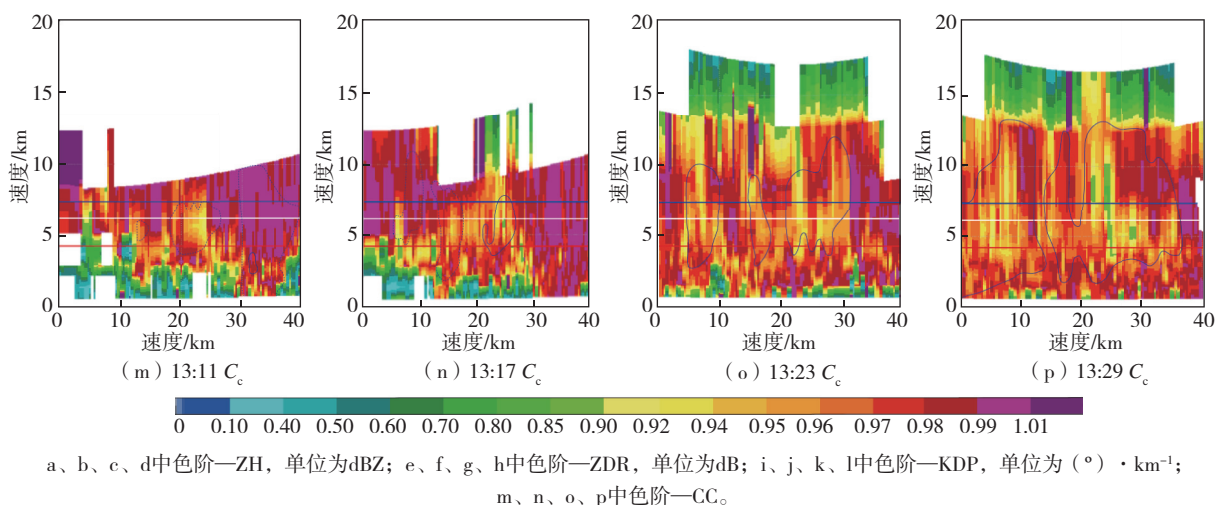 20 20 20 20
15 15 15 15
速度/km 速度/km 速度/km 速度/km
10 10 10 10
5 5 5 5
0 0 0 0
0 10 20 30 40 0 10 20 30 40 0 10 20 30 40 0 10 20 30 40
速度/km 速度/km 速度/km 速度/km
(m)13:11 Cc (n)13:17 Cc (o)13:23 Cc (p)13:29 Cc
0 0.10 0.40 0.50 0.60 0.70 0.80 0.85 0.90 0.92 0.94 0.95 0.96 0.97 0.98 0.99 1.01
a、b、c、d中色阶—ZH,单位为dBZ;e、f、g、h中色阶—ZDR,单位为dB;i、j、k、l中色阶—KDP,单位为(°)·km⁻¹;
m、n、o、p中色阶—CC。